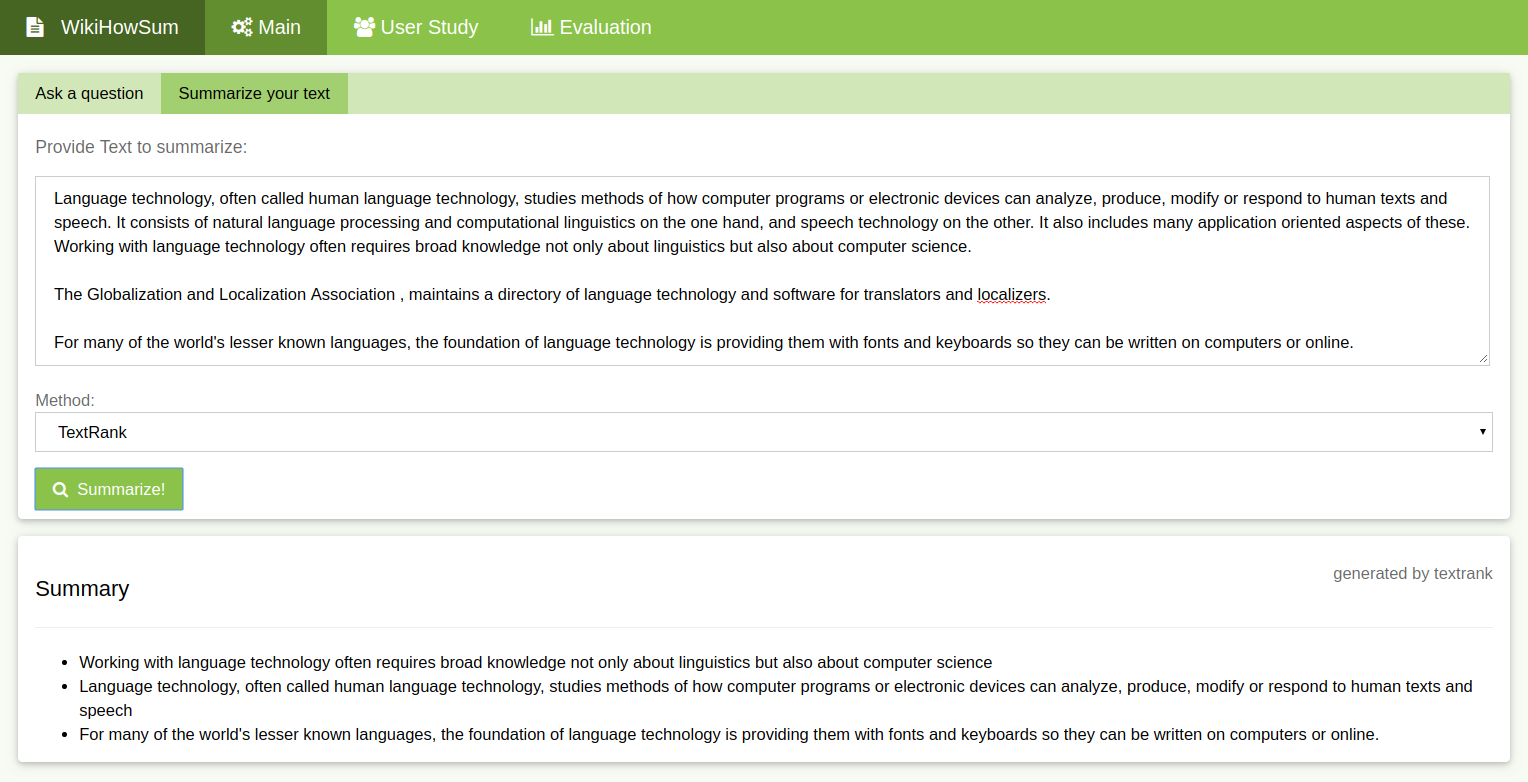 WikiHowSum Main User Study Evaluation
Ask a question Summarize your text
Provide Text to summarize:
Language technology, often called human language technology, studies methods of how computer programs or electronic devices can analyze, produce, modify or respond to human texts and
speech. It consists of natural language processing and computational linguistics on the one hand, and speech technology on the other. It also includes many application oriented aspects of these.
Working with language technology often requires broad knowledge not only about linguistics but also about computer science.
The Globalization and Localization Association , maintains a directory of language technology and software for translators and localizers.
For many of the world's lesser known languages, the foundation of language technology is providing them with fonts and keyboards so they can be written on computers or online.
Method:
TextRank
Summarize!
Summary
generated by textrank
• Working with language technology often requires broad knowledge not only about linguistics but also about computer science
• Language technology, often called human language technology, studies methods of how computer programs or electronic devices can analyze, produce, modify or respond to human texts and
speech
• For many of the world's lesser known languages, the foundation of language technology is providing them with fonts and keyboards so they can be written on computers or online.